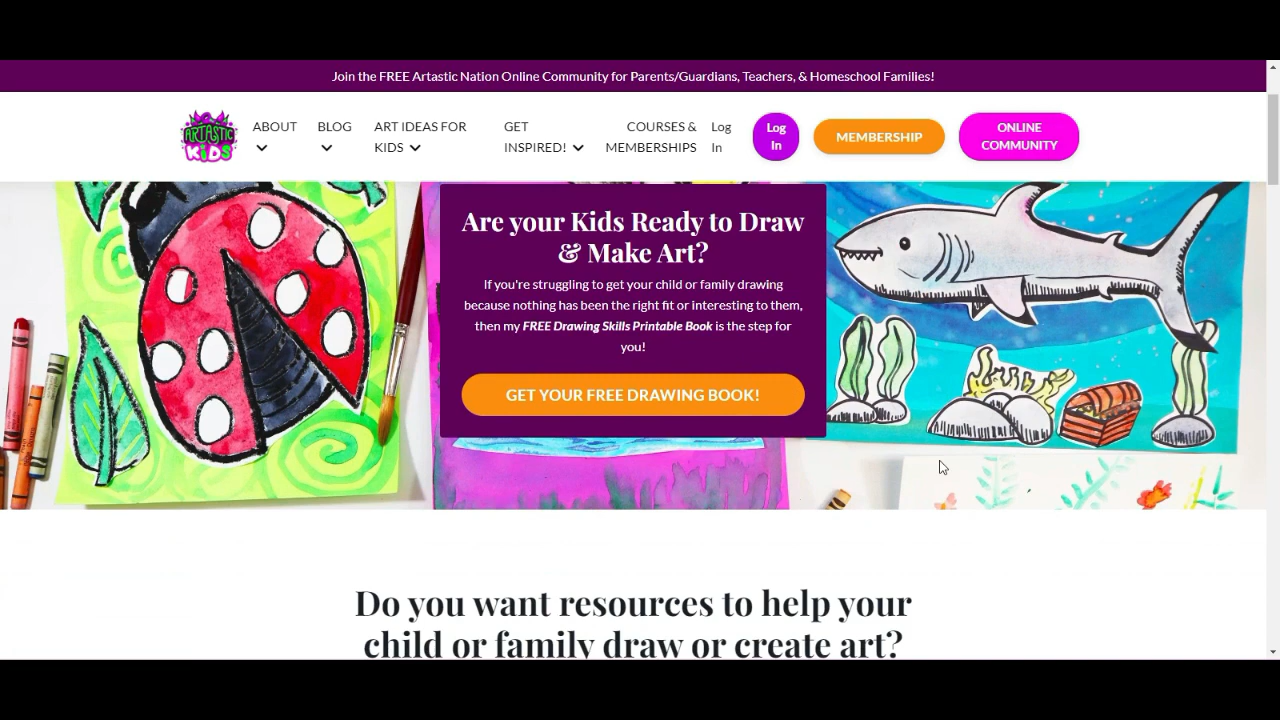 Join the FREE Artastic Nation Online Community for Parents/Guardians, Teachers, & Homeschool Families!
ARTASTIC
KiDS
ABOUT
BLOG
ART IDEAS FOR
KIDS
GET
INSPIRED!
COURSES &
MEMBERSHIPS
Log
In
Log
In
MEMBERSHIP
ONLINE
COMMUNITY
Are your Kids Ready to Draw
& Make Art?
If you're struggling to get your child or family drawing
because nothing has been the right fit or interesting to them,
then my FREE Drawing Skills Printable Book is the step for
you!
GET YOUR FREE DRAWING BOOK!
Do you want resources to help your
child or family draw or create art?